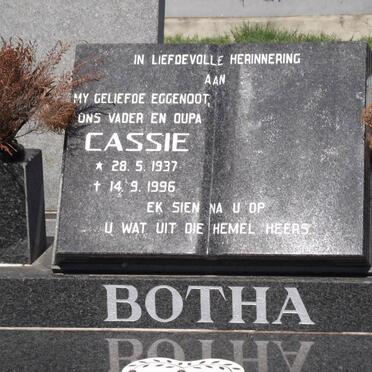 IN LIEFDEVOLLE HERINNERING
AAN
MY GELIEFDE EGGENOOT,
ONS VADER EN OUPA
CASSIE
* 28. 5. 1937
† 14. 9. 1996
EK SIEN NA U OP
U WAT UIT DIE HEMEL HEERS
BOTHA